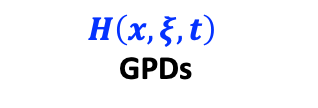 H(x, ξ, t)
GPDs